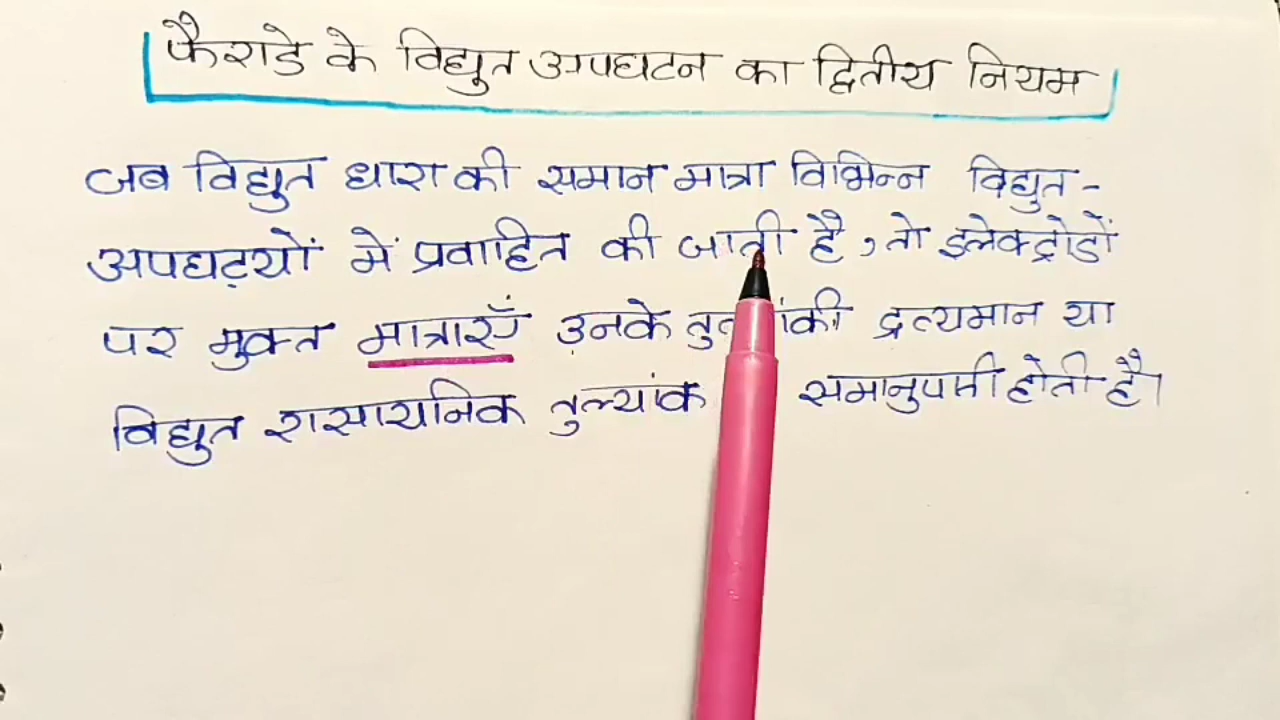 फैराडे के विद्युत अपघटन का द्वितीय नियम
जब विद्युत धारा की समान मात्रा विभिन्न विद्युत-
अपघट्यों में प्रवाहित की जाती है, तो इलेक्ट्रोडों
पर मुक्त मात्राएँ उनके द्रव्यमान या
विद्युत रासायनिक तुल्यांक समानुपाती होती है।